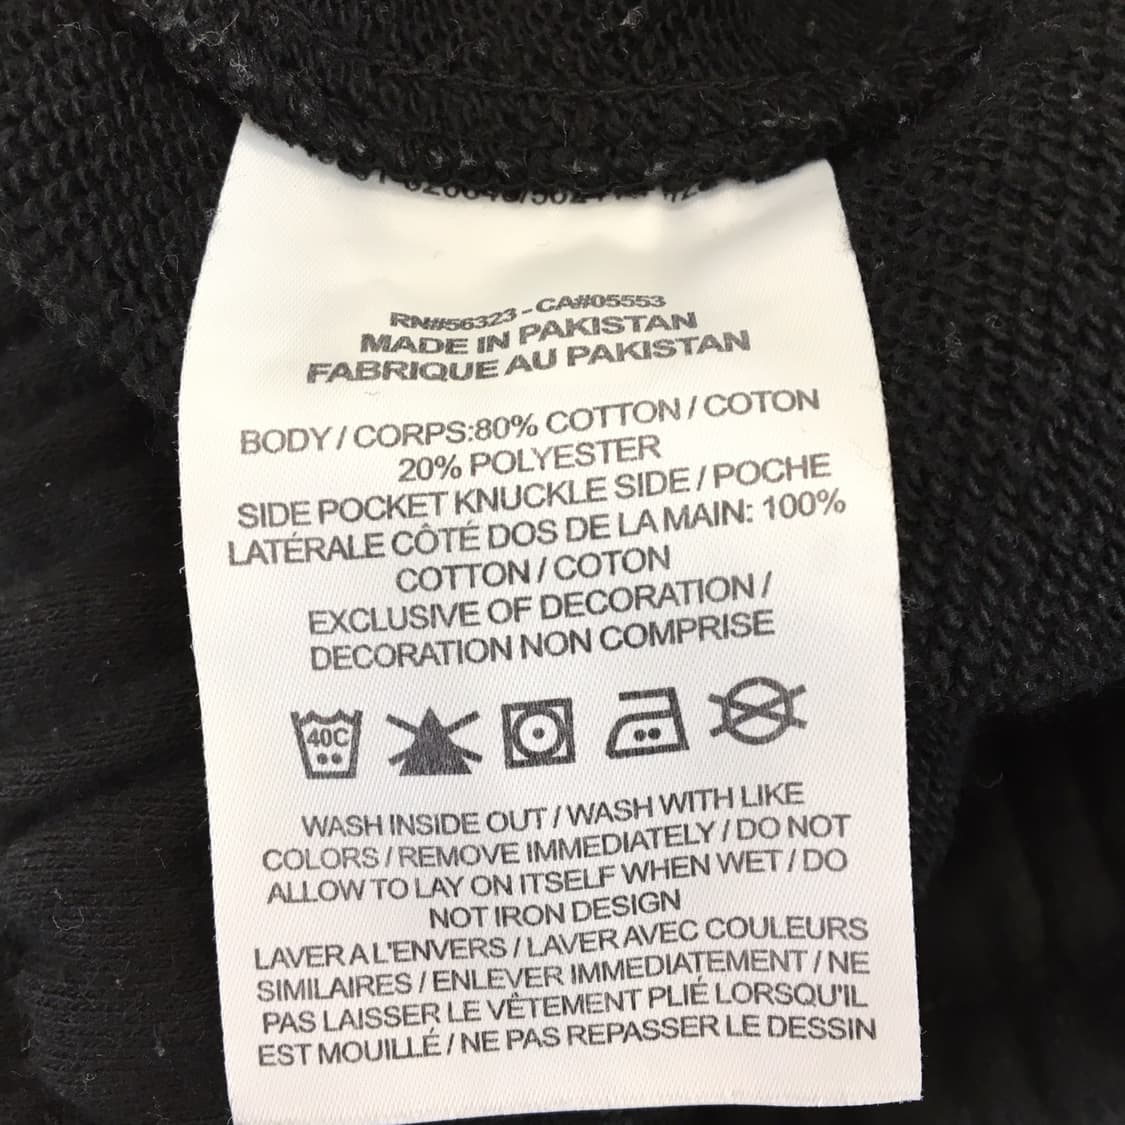 RN#56323 - CA#05553
MADE IN PAKISTAN
FABRIQUE AU PAKISTAN
BODY / CORPS:80% COTTON / COTON
20% POLYESTER
SIDE POCKET KNUCKLE SIDE / POCHE
LATÉRALE CÔTÉ DOS DE LA MAIN: 100%
COTTON / COTON
EXCLUSIVE OF DECORATION /
DECORATION NON COMPRISE
40C
WASH INSIDE OUT / WASH WITH LIKE
COLORS / REMOVE IMMEDIATELY / DO NOT
ALLOW TO LAY ON ITSELF WHEN WET / DO
NOT IRON DESIGN
LAVER A L'ENVERS / LAVER AVEC COULEURS
SIMILAIRES / ENLEVER IMMEDIATEMENT / NE
PAS LAISSER LE VÊTEMENT PLIÉ LORSQU'IL
EST MOUILLÉ / NE PAS REPASSER LE DESSIN